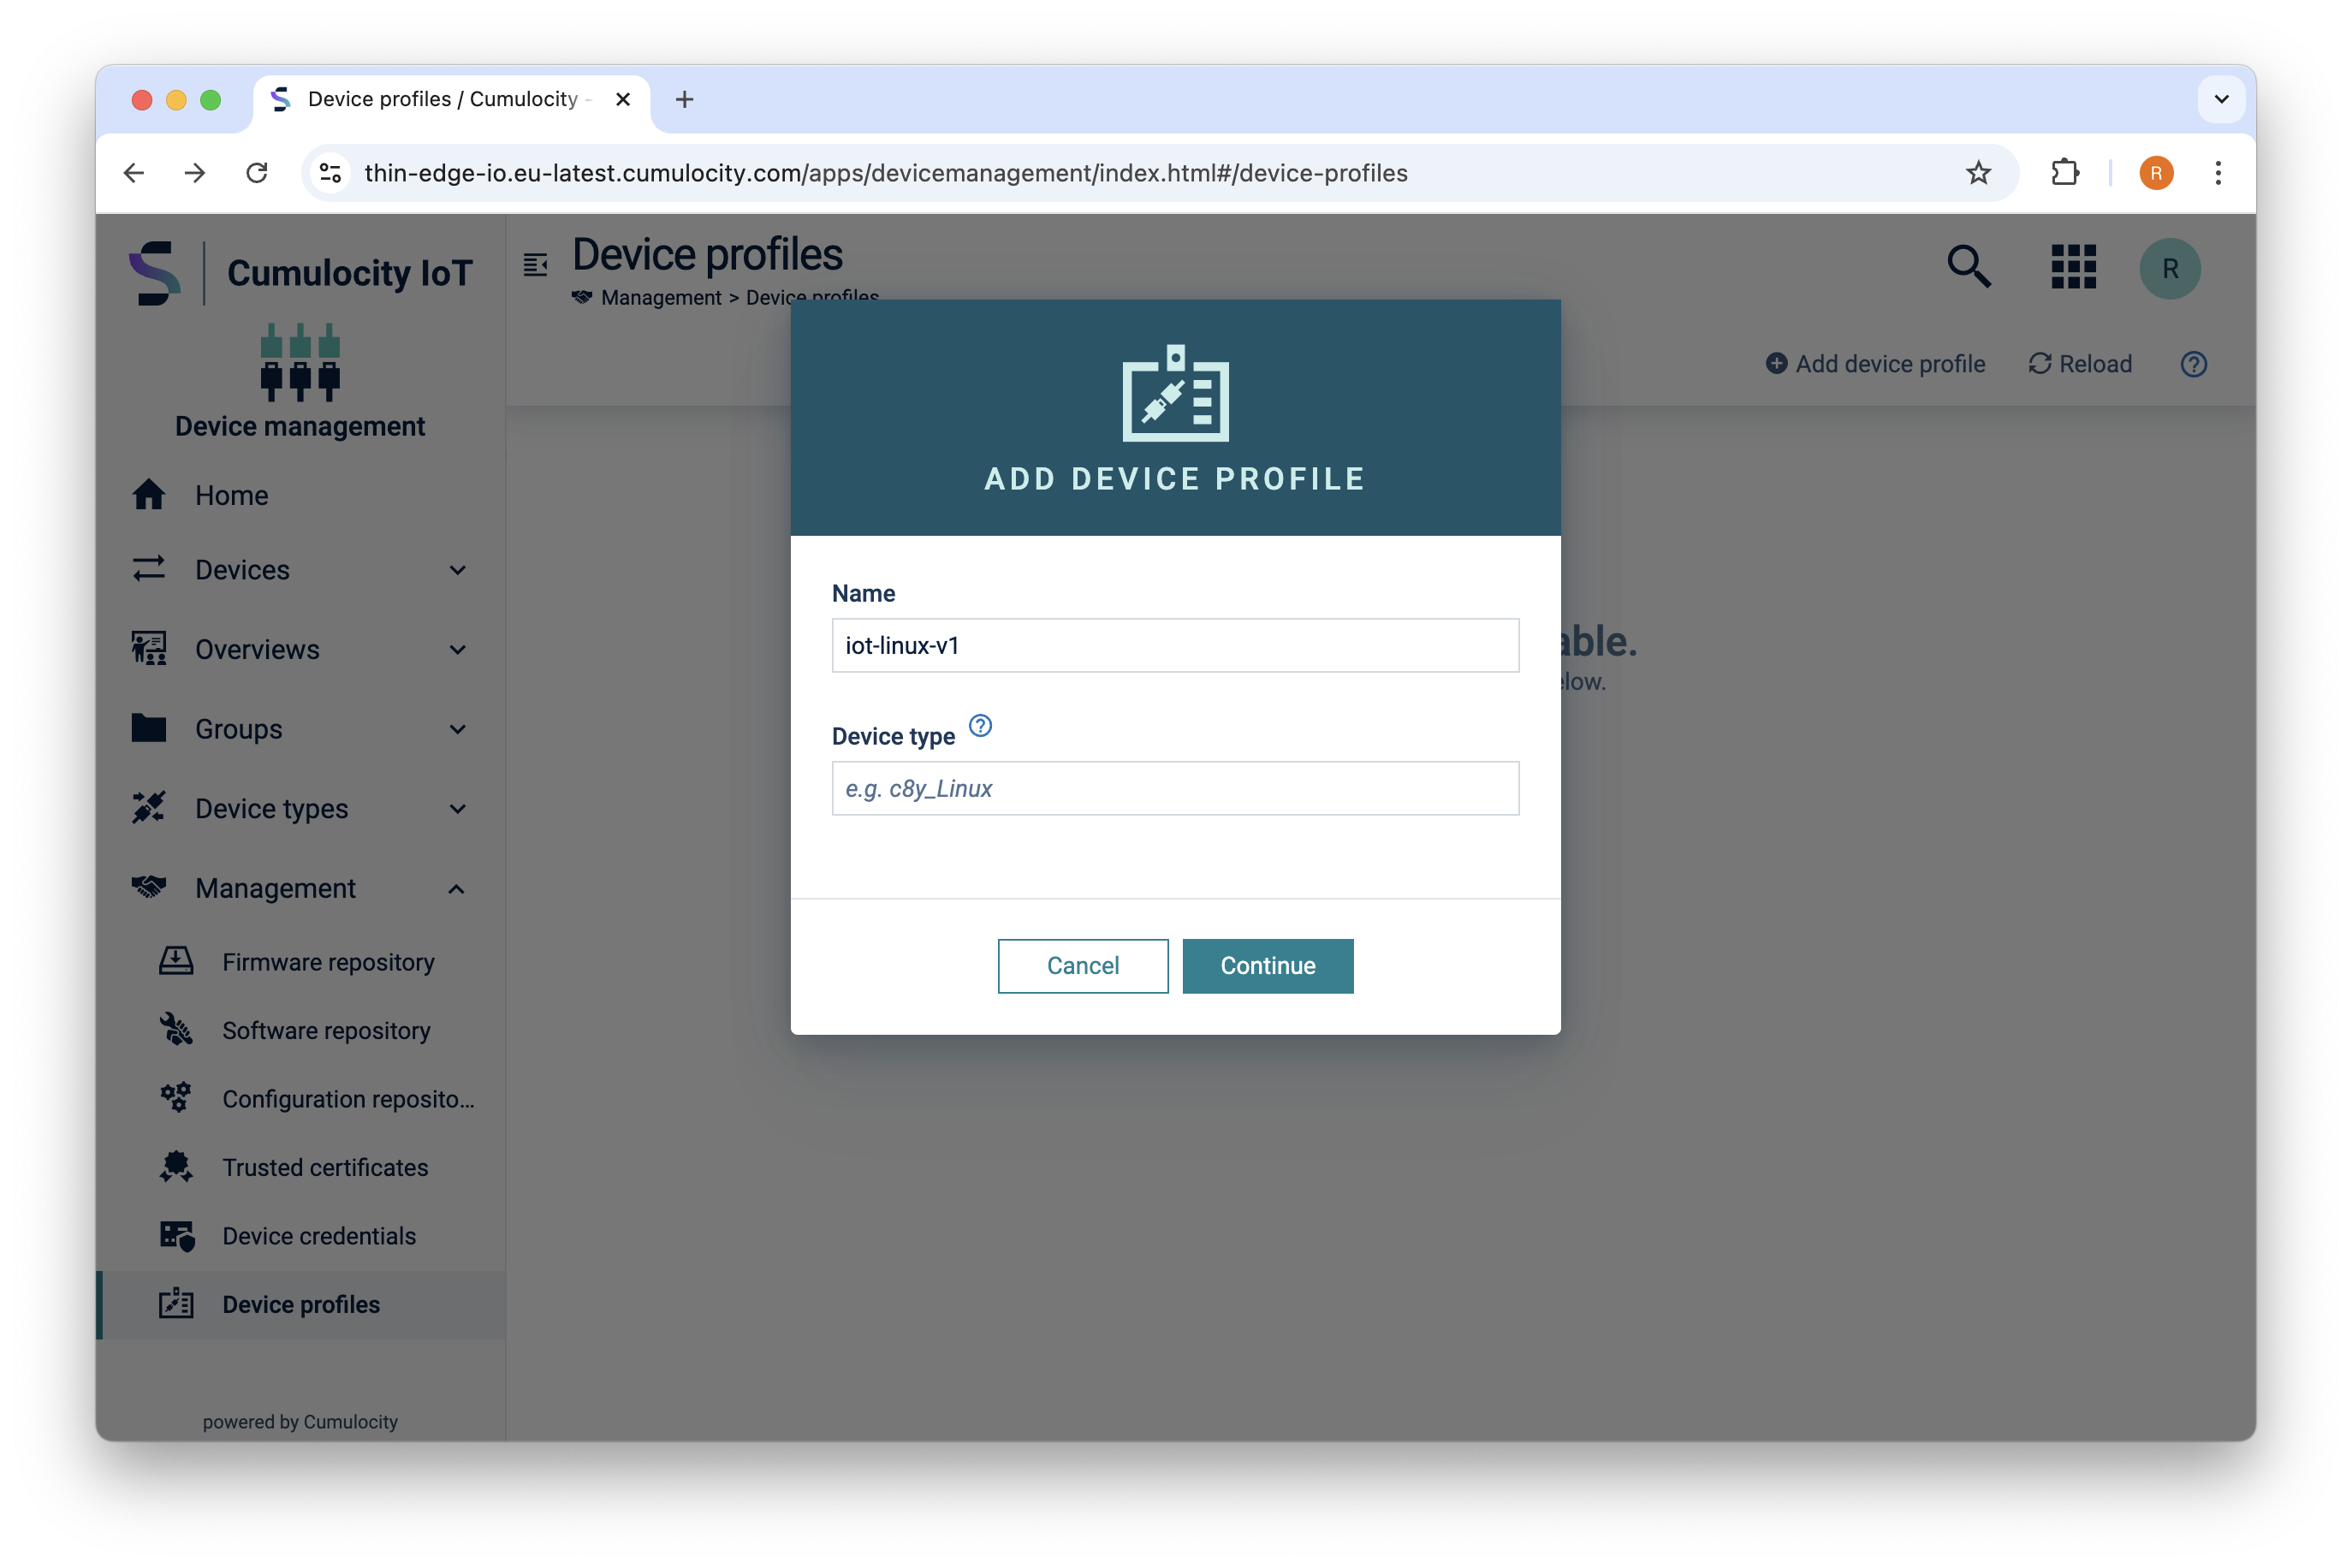 Device profiles / Cumulocity -
thin-edge-io.eu-latest.cumulocity.com/apps/devicemanagement/index.html#/device-profiles
R
Cumulocity IoT
Device management
Home
Devices
Overviews
Groups
Device types
Management
Firmware repository
Software repository
Configuration reposito...
Trusted certificates
Device credentials
Device profiles
powered by Cumulocity
Device profiles
Management > Device profiles
R
Add device profile
Reload
ADD DEVICE PROFILE
Name
iot-linux-v1
Device type
e.g. c8y_Linux
Cancel
Continue